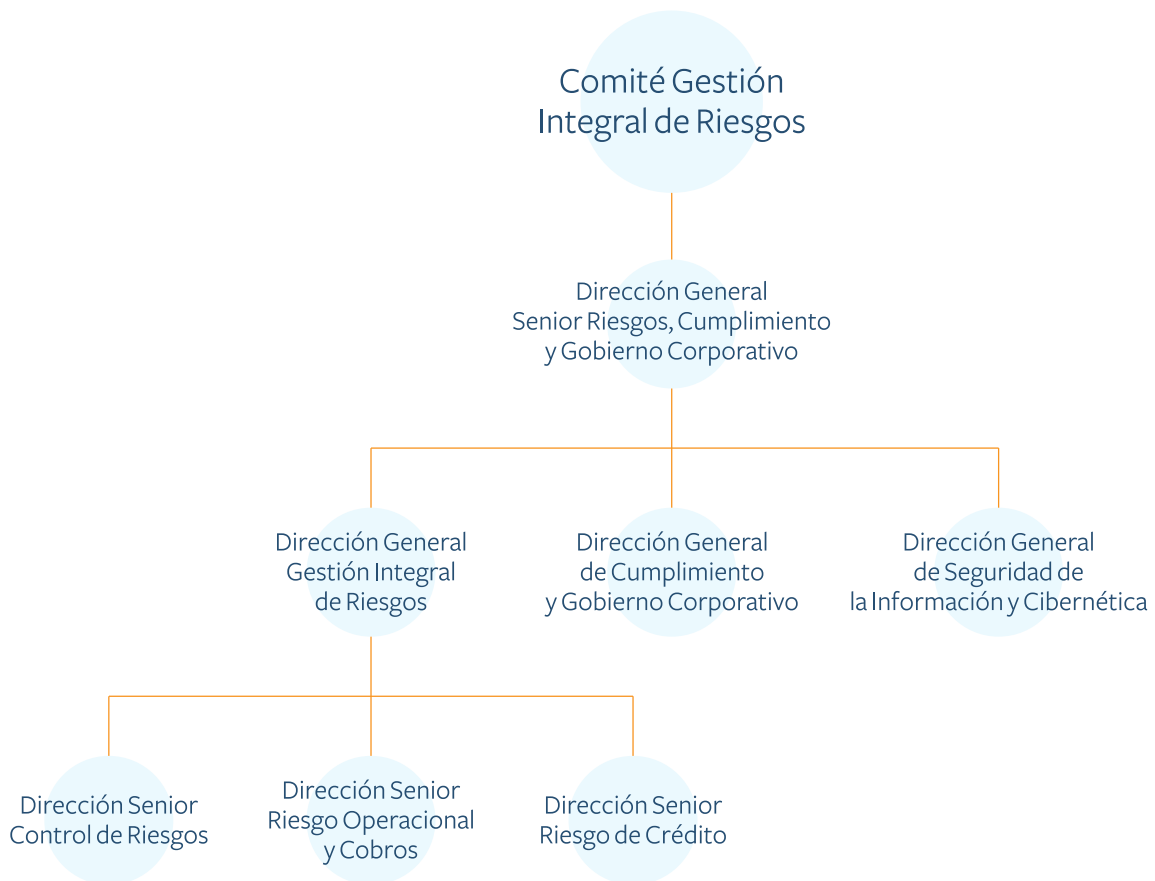 Comité Gestión
Integral de Riesgos
Dirección General
Senior Riesgos, Cumplimiento
y Gobierno Corporativo
Dirección General
Gestión Integral
de Riesgos
Dirección General
de Cumplimiento
y Gobierno Corporativo
Dirección General
de Seguridad de
la Información y Cibernética
Dirección Senior
Control de Riesgos
Dirección Senior
Riesgo Operacional
y Cobros
Dirección Senior
Riesgo de Crédito